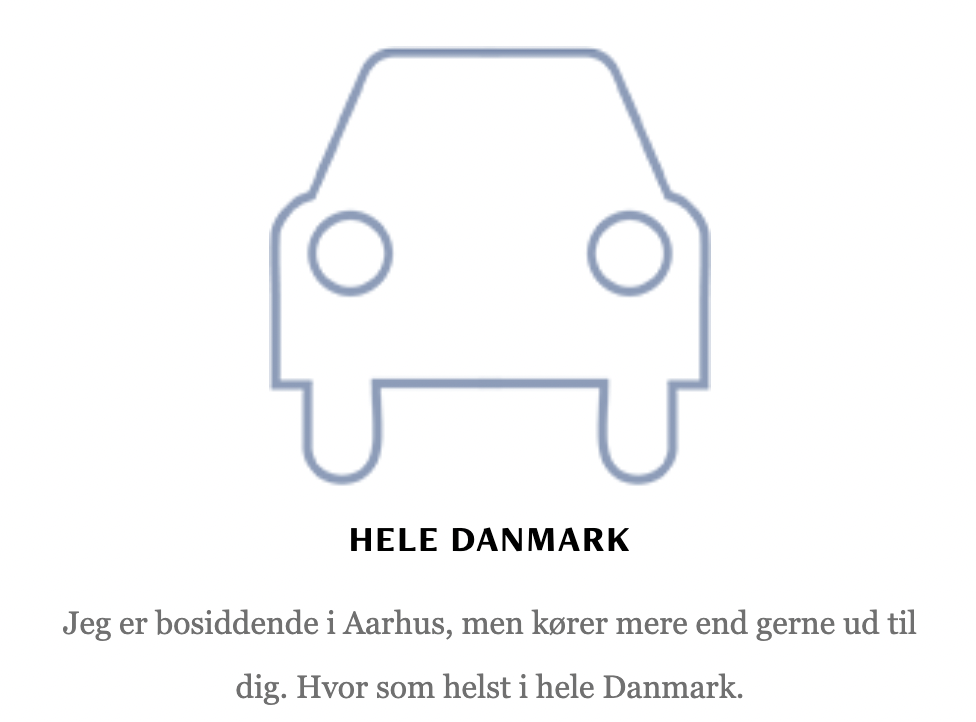 HELE DANMARK
Jeg er bosiddende i Aarhus, men kører mere end gerne ud til
dig. Hvor som helst i hele Danmark.